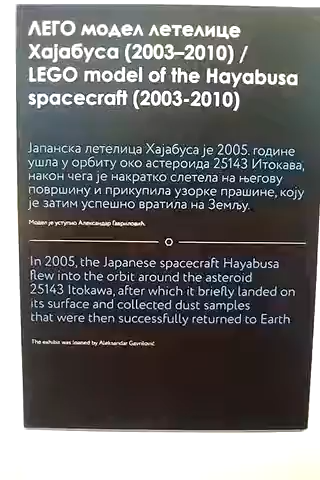 ЛЕГО модел летелице
Хајабуса (2003–2010) /
LEGO model of the Hayabusa
spacecraft (2003-2010)
Јапанска летелица Хајабуса је 2005. године
ушла у орбиту око астероида 25143 Итокава,
након чега је накратко слетела на његову
површину и прикупила узорке прашине, коју
је затим успешно вратила на Земљу.
Модел је уступио Александар Гавриловић.
In 2005, the Japanese spacecraft Hayabusa
flew into the orbit around the asteroid
25143 Itokawa, after which it briefly landed on
its surface and collected dust samples
that were then successfully returned to Earth
The exhibit was loaned by Aleksandar Gavrilović